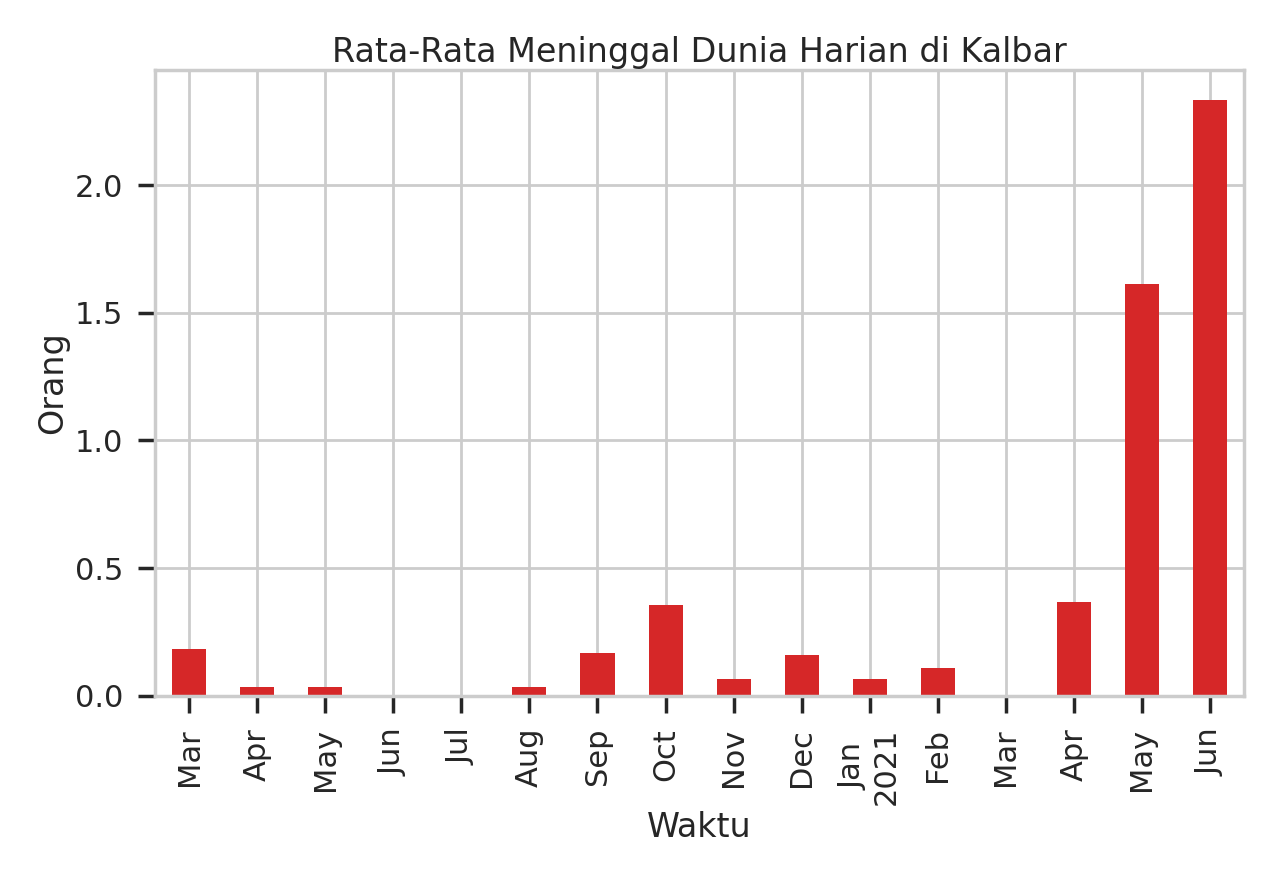 Rata-Rata Meninggal Dunia Harian di Kalbar
Orang
2.0
1.5
1.0
0.5
0.0
Mar
Apr
May
Jun
Jul
Aug
Sep
Oct
Nov
Dec
Jan
2021
Feb
Mar
Apr
May
Jun
Waktu